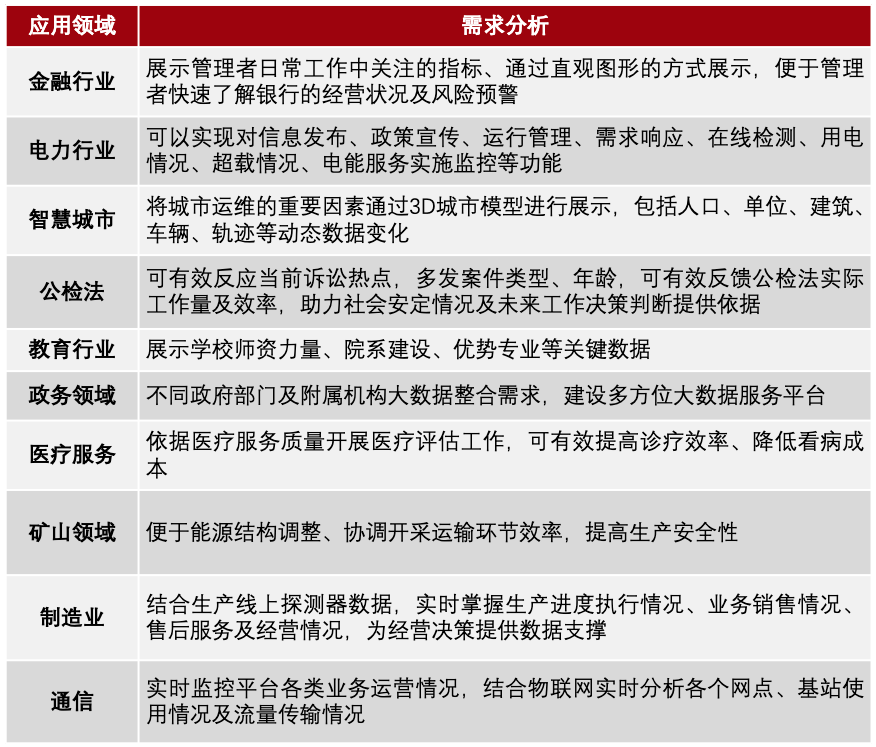 应用领域
需求分析
金融行业
展示管理者日常工作中关注的指标、通过直观图形的方式展示，便于管理
者快速了解银行的经营状况及风险预警
电力行业
可以实现对信息发布、政策宣传、运行管理、需求响应、在线检测、用电
情况、超载情况、电能服务实施监控等功能
智慧城市
将城市运维的重要因素通过3D城市模型进行展示，包括人口、单位、建筑、
车辆、轨迹等动态数据变化
公检法
可有效反应当前诉讼热点，多发案件类型、年龄，可有效反馈公检法实际
工作量及效率，助力社会安定情况及未来工作决策判断提供依据
教育行业
展示学校师资力量、院系建设、优势专业等关键数据
政务领域
不同政府部门及附属机构大数据整合需求，建设多方位大数据服务平台
医疗服务
依据医疗服务质量开展医疗评估工作，可有效提高诊疗效率、降低看病成
本
矿山领域
便于能源结构调整、协调开采运输环节效率，提高生产安全性
制造业
结合生产线上探测器数据，实时掌握生产进度执行情况、业务销售情况、
售后服务及经营情况，为经营决策提供数据支撑
通信
实时监控平台各类业务运营情况，结合物联网实时分析各个网点、基站使
用情况及流量传输情况